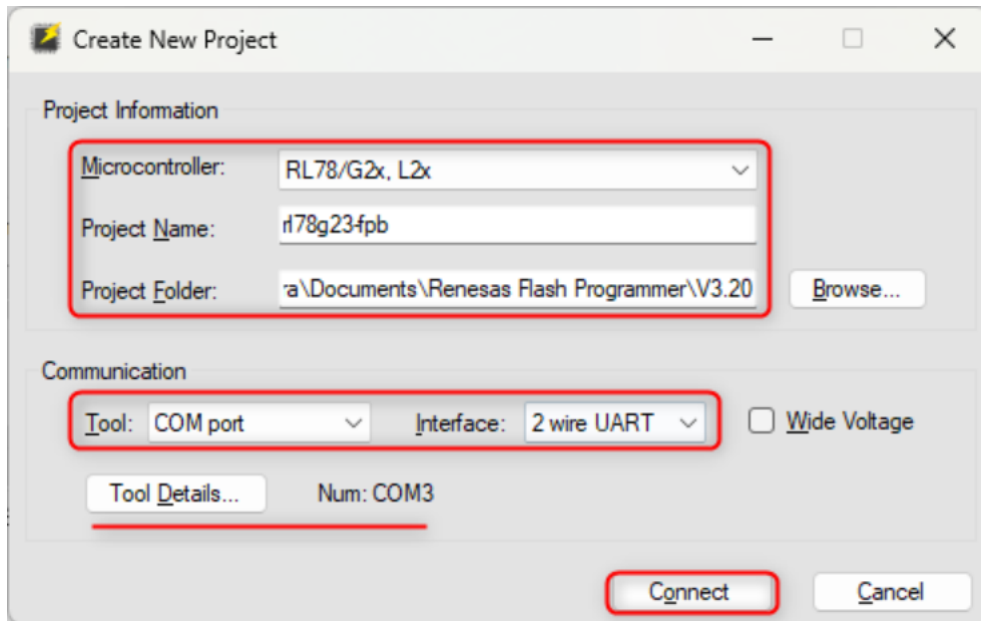 Create New Project
Project Information
Microcontroller: RL78/G2x, L2x
Project Name: rl78g23-fpb
Project Folder: ra\Documents\Renesas Flash Programmer\V3.20 Browse...
Communication
Tool: COM port Interface: 2 wire UART Wide Voltage
Tool Details... Num: COM3
Connect Cancel